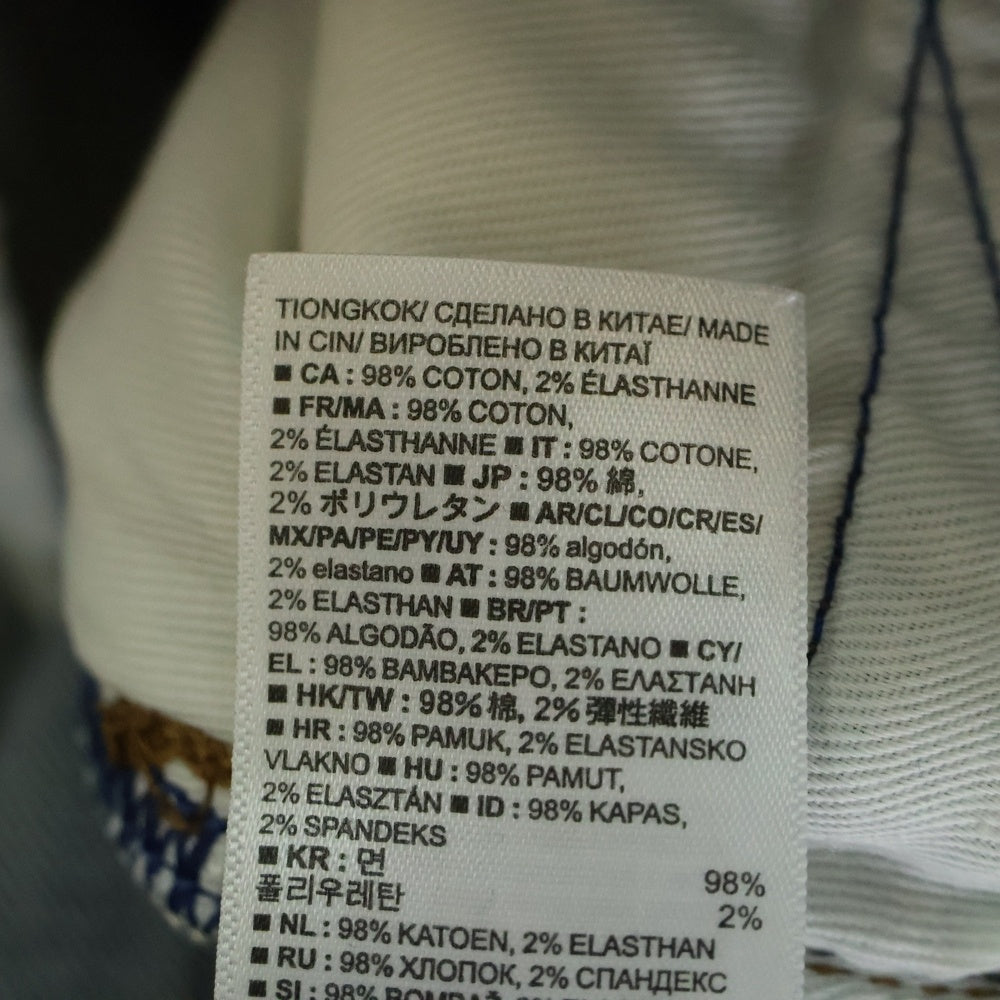 TIONGKOK/ СДЕЛАНО В КИТАЕ/ MADE
IN CIN/ ВИРОБЛЕНО В КИТАЇ
■ CA : 98% COTON, 2% ÉLASTHANNE
■ FR/MA : 98% COTON,
2% ÉLASTHANNE ■ IT : 98% COTONE,
2% ELASTAN ■ JP : 98% 綿,
2% ポリウレタン ■ AR/CL/CO/CR/ES/
MX/PA/PE/PY/UY : 98% algodón,
2% elastano ■ AT : 98% BAUMWOLLE,
2% ELASTHAN ■ BR/PT :
98% ALGODÃO, 2% ELASTANO ■ CY/
EL : 98% ΒΑΜΒΑΚΕΡΟ, 2% ΕΛΑΣΤΑΝΗ
■ HK/TW : 98% 棉, 2% 彈性纖維
■ HR : 98% PAMUK, 2% ELASTANSKO
VLAKNO ■ HU : 98% PAMUT,
2% ELASZTÁN ■ ID : 98% KAPAS,
2% SPANDEKS
■ KR : 면 98%
폴리우레탄 2%
■ NL : 98% KATOEN, 2% ELASTHAN
■ RU : 98% ХЛОПОК, 2% СПАНДЕКС
■ SI : 98% BOMBAŽ, 2%